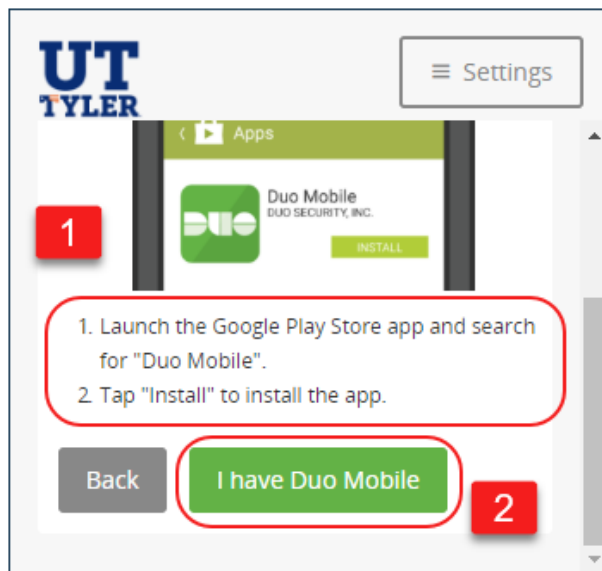 UT
TYLER
≡ Settings
Apps
Duo Mobile
DUO SECURITY, INC.
DUO
INSTALL
1
1. Launch the Google Play Store app and search
for "Duo Mobile".
2. Tap "Install" to install the app.
Back
I have Duo Mobile
2